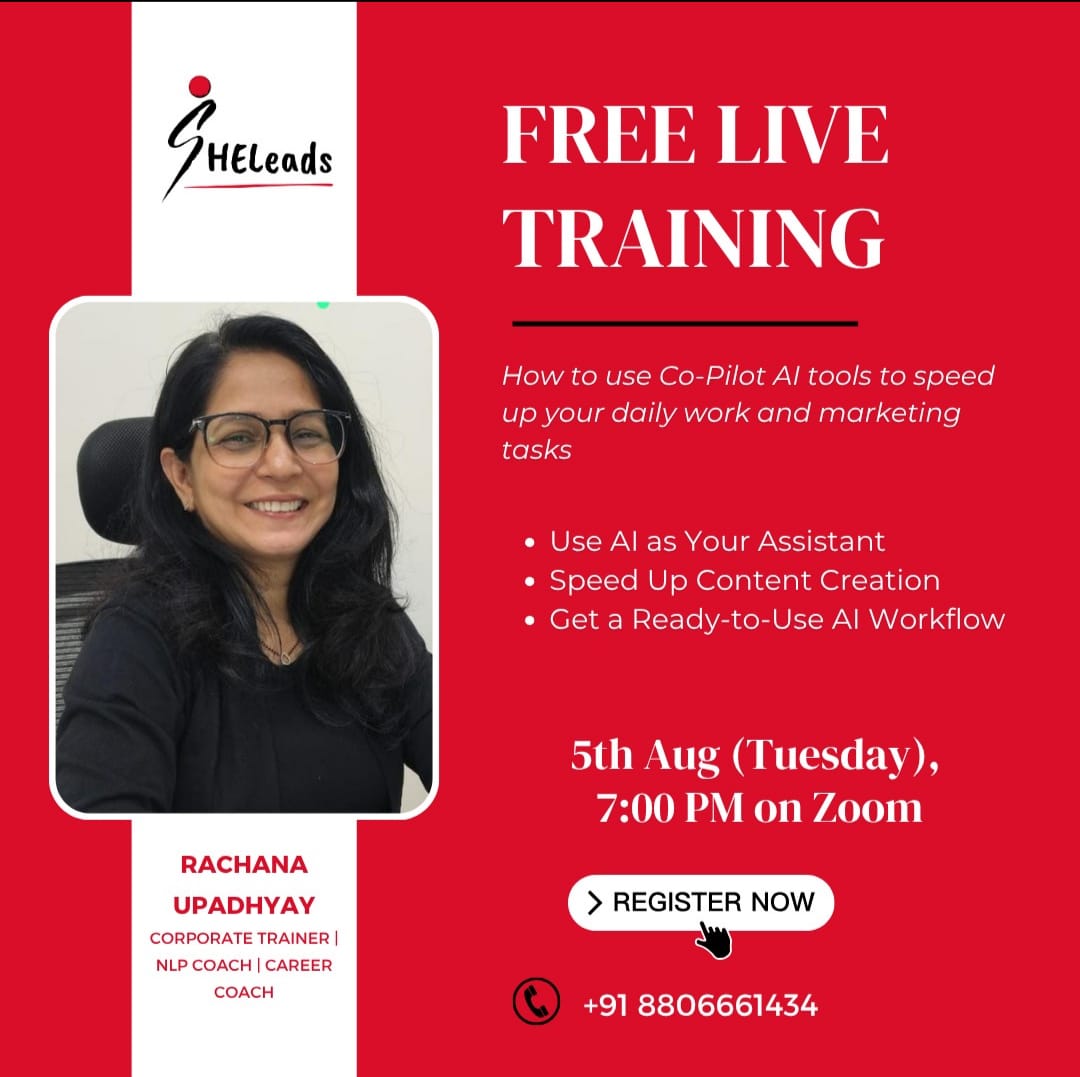 SHELeads
FREE LIVE
TRAINING
How to use Co-Pilot AI tools to speed
up your daily work and marketing
tasks
• Use AI as Your Assistant
• Speed Up Content Creation
• Get a Ready-to-Use AI Workflow
5th Aug (Tuesday),
7:00 PM on Zoom
> REGISTER NOW
+91 8806661434
RACHANA
UPADHYAY
CORPORATE TRAINER |
NLP COACH | CAREER
COACH